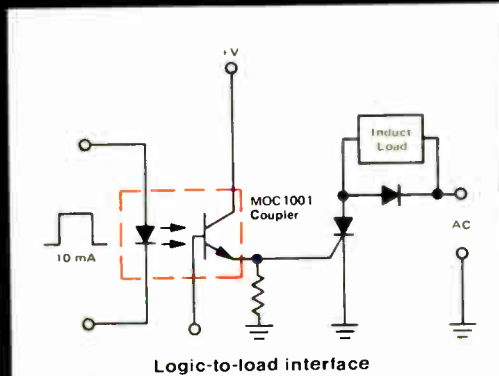 +V
Induct
Load
MOC1001
Coupler
AC
10 mA
Logic-to-load interface